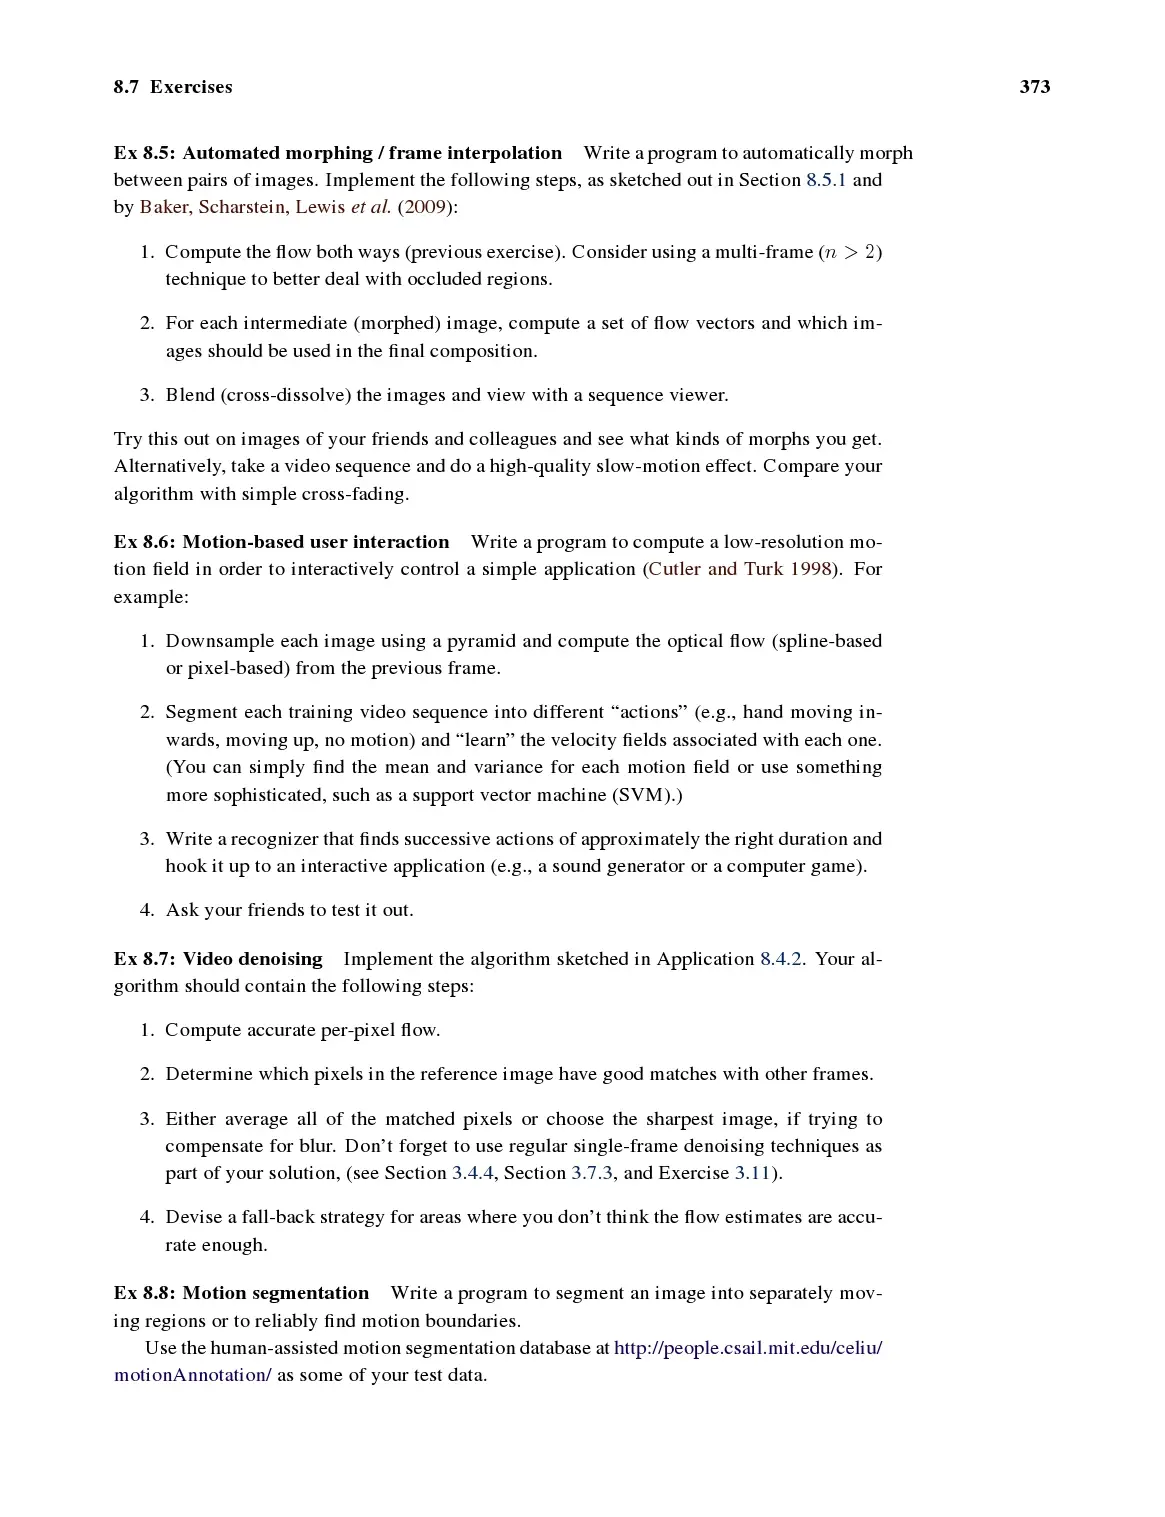 8.7 Exercises 373
Ex 8.5: Automated morphing / frame interpolation Write a program to automatically morph
between pairs of images. Implement the following steps, as sketched out in Section 8.5.1 and
by Baker, Scharstein, Lewis et al. (2009):
1. Compute the flow both ways (previous exercise). Consider using a multi-frame (n > 2)
technique to better deal with occluded regions.
2. For each intermediate (morphed) image, compute a set of flow vectors and which im-
ages should be used in the final composition.
3. Blend (cross-dissolve) the images and view with a sequence viewer.
Try this out on images of your friends and colleagues and see what kinds of morphs you get.
Alternatively, take a video sequence and do a high-quality slow-motion effect. Compare your
algorithm with simple cross-fading.
Ex 8.6: Motion-based user interaction Write a program to compute a low-resolution mo-
tion field in order to interactively control a simple application (Cutler and Turk 1998). For
example:
1. Downsample each image using a pyramid and compute the optical flow (spline-based
or pixel-based) from the previous frame.
2. Segment each training video sequence into different “actions” (e.g., hand moving in-
wards, moving up, no motion) and “learn” the velocity fields associated with each one.
(You can simply find the mean and variance for each motion field or use something
more sophisticated, such as a support vector machine (SVM).)
3. Write a recognizer that finds successive actions of approximately the right duration and
hook it up to an interactive application (e.g., a sound generator or a computer game).
4. Ask your friends to test it out.
Ex 8.7: Video denoising Implement the algorithm sketched in Application 8.4.2. Your al-
gorithm should contain the following steps:
1. Compute accurate per-pixel flow.
2. Determine which pixels in the reference image have good matches with other frames.
3. Either average all of the matched pixels or choose the sharpest image, if trying to
compensate for blur. Don’t forget to use regular single-frame denoising techniques as
part of your solution, (see Section 3.4.4, Section 3.7.3, and Exercise 3.11).
4. Devise a fall-back strategy for areas where you don’t think the flow estimates are accu-
rate enough.
Ex 8.8: Motion segmentation Write a program to segment an image into separately mov-
ing regions or to reliably find motion boundaries.
Use the human-assisted motion segmentation database at http://people.csail.mit.edu/celiu/
motionAnnotation/ as some of your test data.